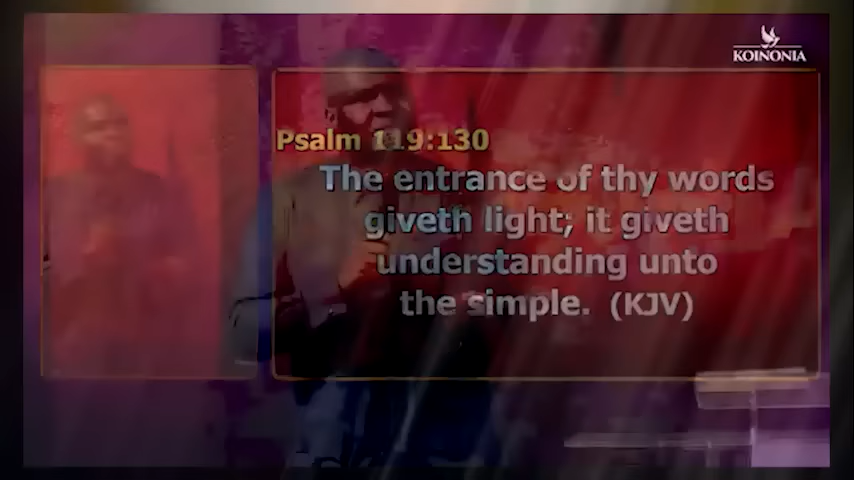 KOINONIA
Psalm 119:130
The entrance of thy words
giveth light; it giveth
understanding unto
the simple. (KJV)